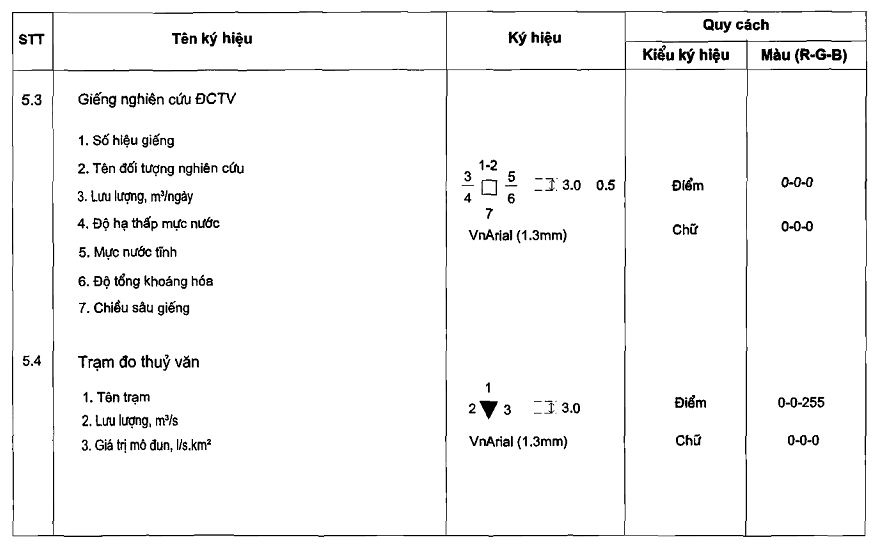 STT Tên ký hiệu Ký hiệu Quy cách
Kiểu ký hiệu Màu (R-G-B)
5.3 Giếng nghiên cứu ĐCTV
1. Số hiệu giếng
2. Tên đối tượng nghiên cứu
3. Lưu lượng, m³/ngày
4. Độ hạ thấp mực nước
5. Mực nước tĩnh
6. Độ tổng khoáng hóa
7. Chiều sâu giếng
1-2
3 5 3.0 0.5
4 6
7
VnArial (1.3mm)
Điểm 0-0-0
Chữ 0-0-0
5.4 Trạm đo thuỷ văn
1. Tên trạm
2. Lưu lượng, m³/s
3. Giá trị mô đun, l/s.km²
1
2 3 3.0
VnArial (1.3mm)
Điểm 0-0-255
Chữ 0-0-0